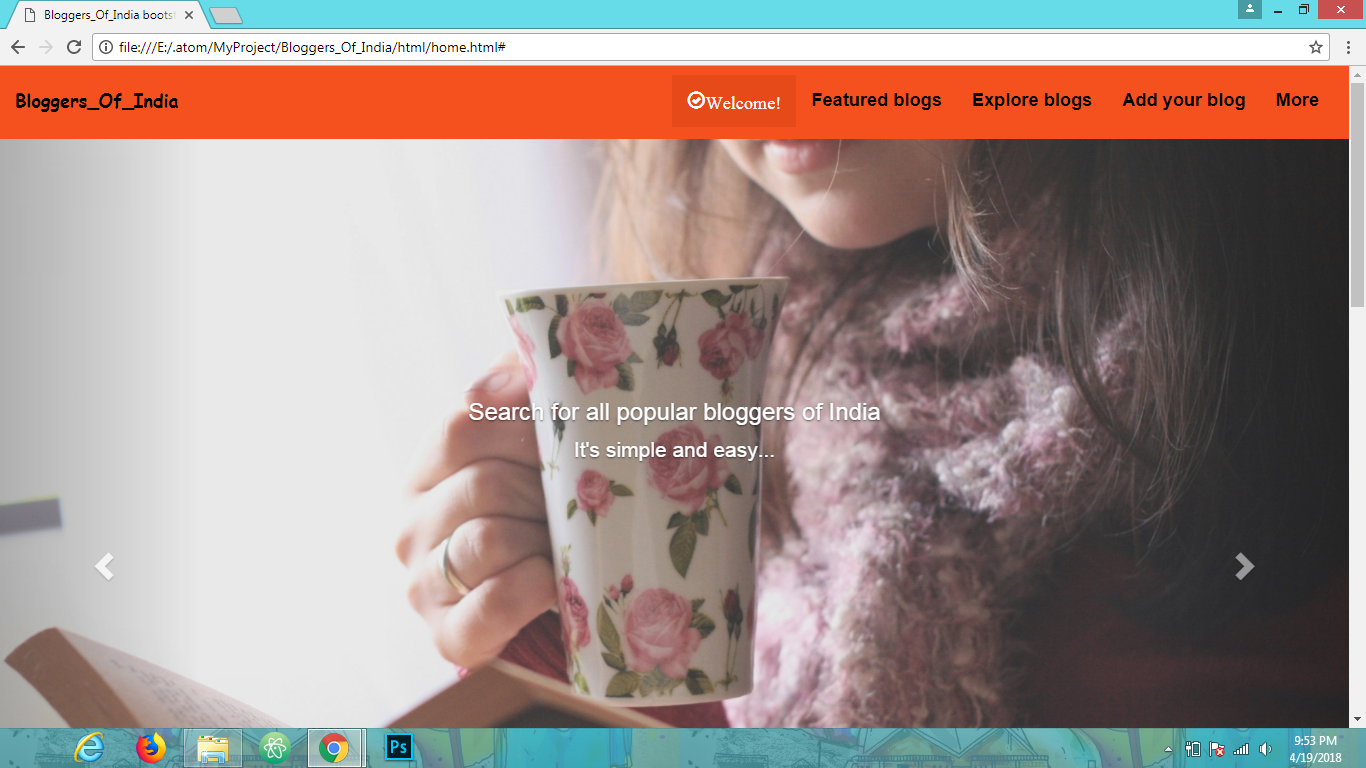 Bloggers_Of_India boots
file:///E:/.atom/MyProject/Bloggers_Of_India/html/home.html#
Bloggers_Of_India
Welcome!
Featured blogs
Explore blogs
Add your blog
More
Search for all popular bloggers of India
It's simple and easy...
Ps
9:53 PM
4/19/2018